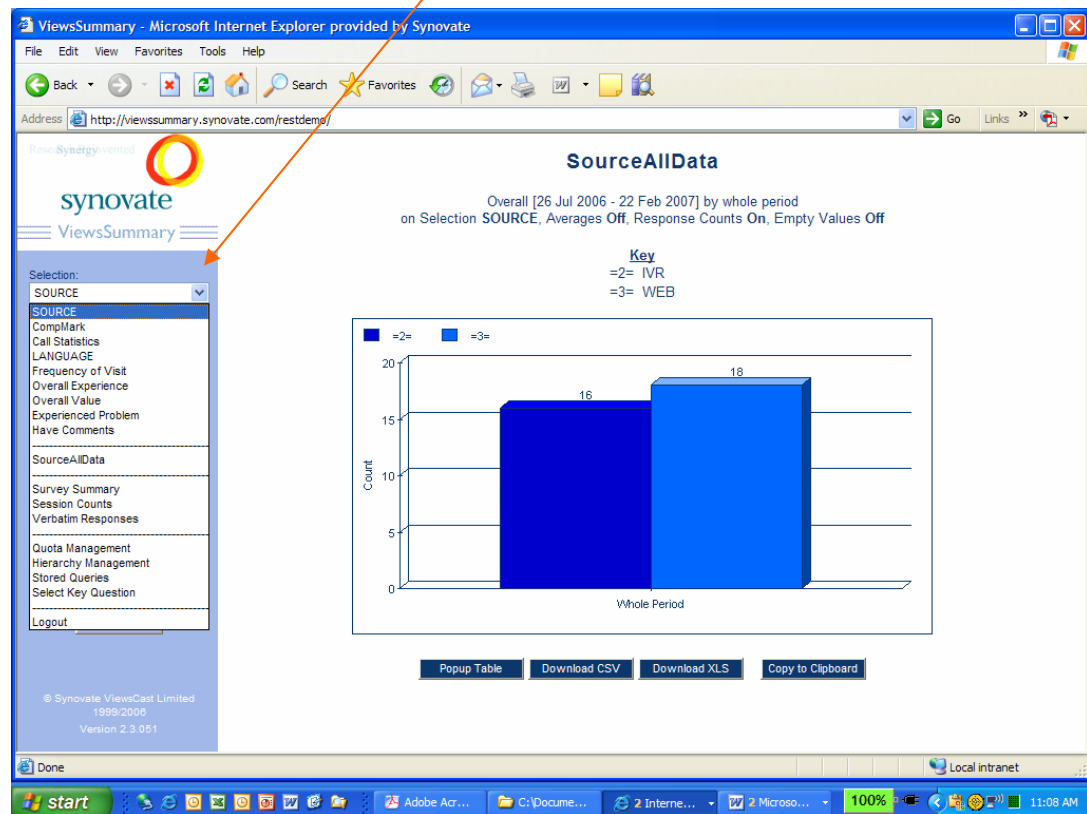 ViewsSummary - Microsoft Internet Explorer provided by Synovate
File Edit View Favorites Tools Help
Back Search Favorites
Address http://viewssummary.synovate.com/restdemo/ Go Links »
Synergy
synovate
ViewsSummary
Selection:
SOURCE
SOURCE
CompMark
Call Statistics
LANGUAGE
Frequency of Visit
Overall Experience
Overall Value
Experienced Problem
Have Comments
SourceAllData
Survey Summary
Session Counts
Verbatim Responses
Quota Management
Hierarchy Management
Stored Queries
Select Key Question
Logout
© Synovate ViewsCast Limited
1999/2006
Version 2.3.051
SourceAllData
Overall [26 Jul 2006 - 22 Feb 2007] by whole period
on Selection SOURCE, Averages Off, Response Counts On, Empty Values Off
Key
=2= IVR
=3= WEB
=2= =3=
20
15
10
5
0
Count
16
18
Whole Period
Popup Table Download CSV Download XLS Copy to Clipboard
Done Local intranet
start Adobe Acr... C:\Docume... 2 Interne... 2 Microso... 100% 11:08 AM